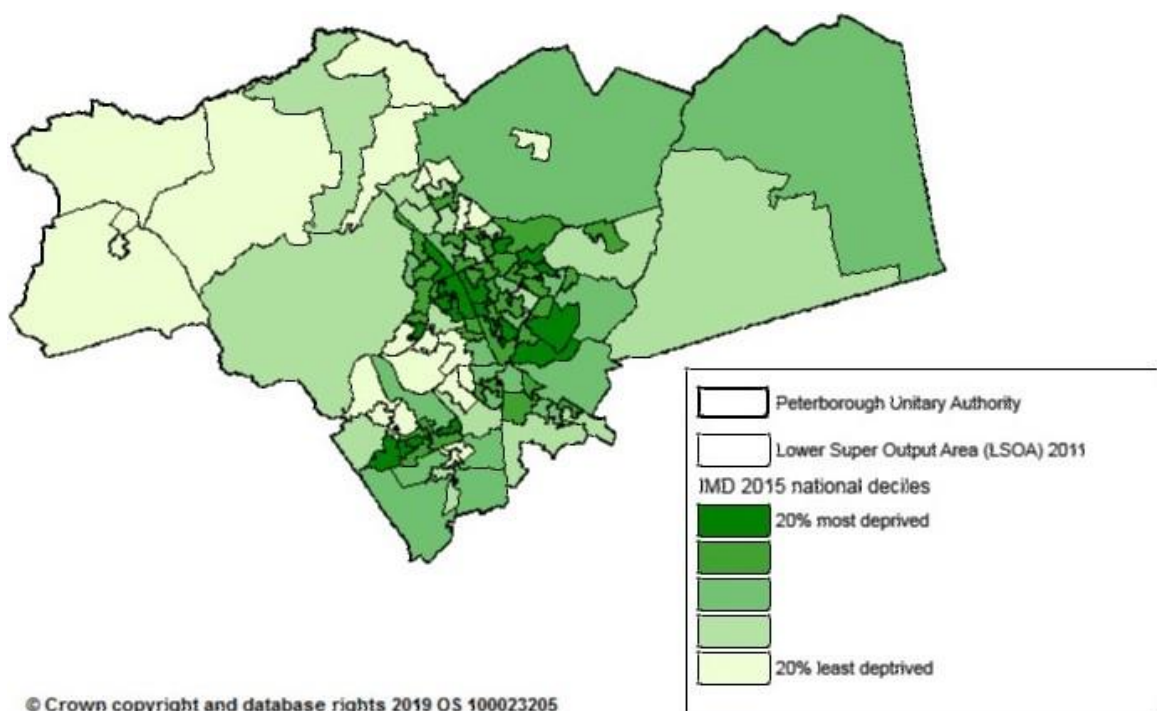 Peterborough Unitary Authority
Lower Super Output Area (LSOA) 2011
IMD 2015 national deciles
20% most deprived
20% least deptrived
© Crown copyright and database rights 2019 OS 100023205